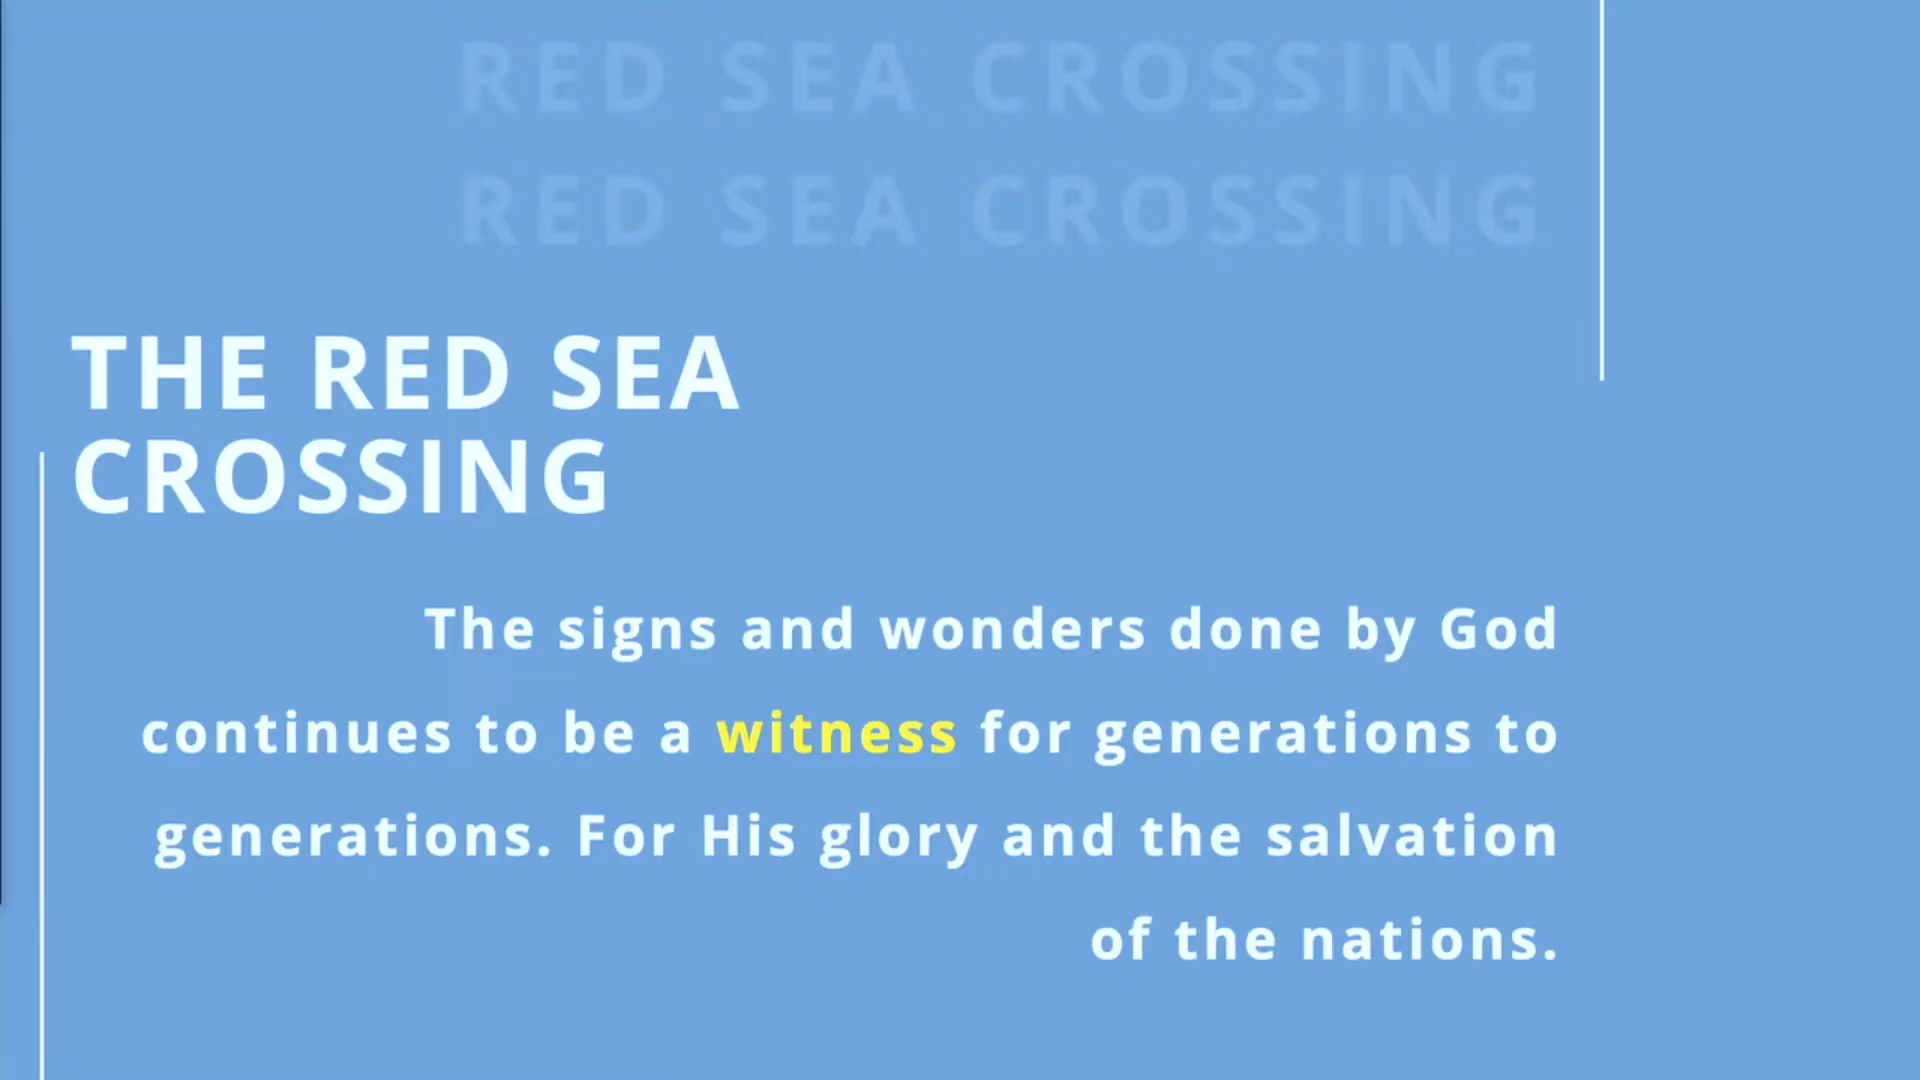 RED SEA CROSSING
RED SEA CROSSING
THE RED SEA
CROSSING
The signs and wonders done by God
continues to be a witness for generations to
generations. For His glory and the salvation
of the nations.